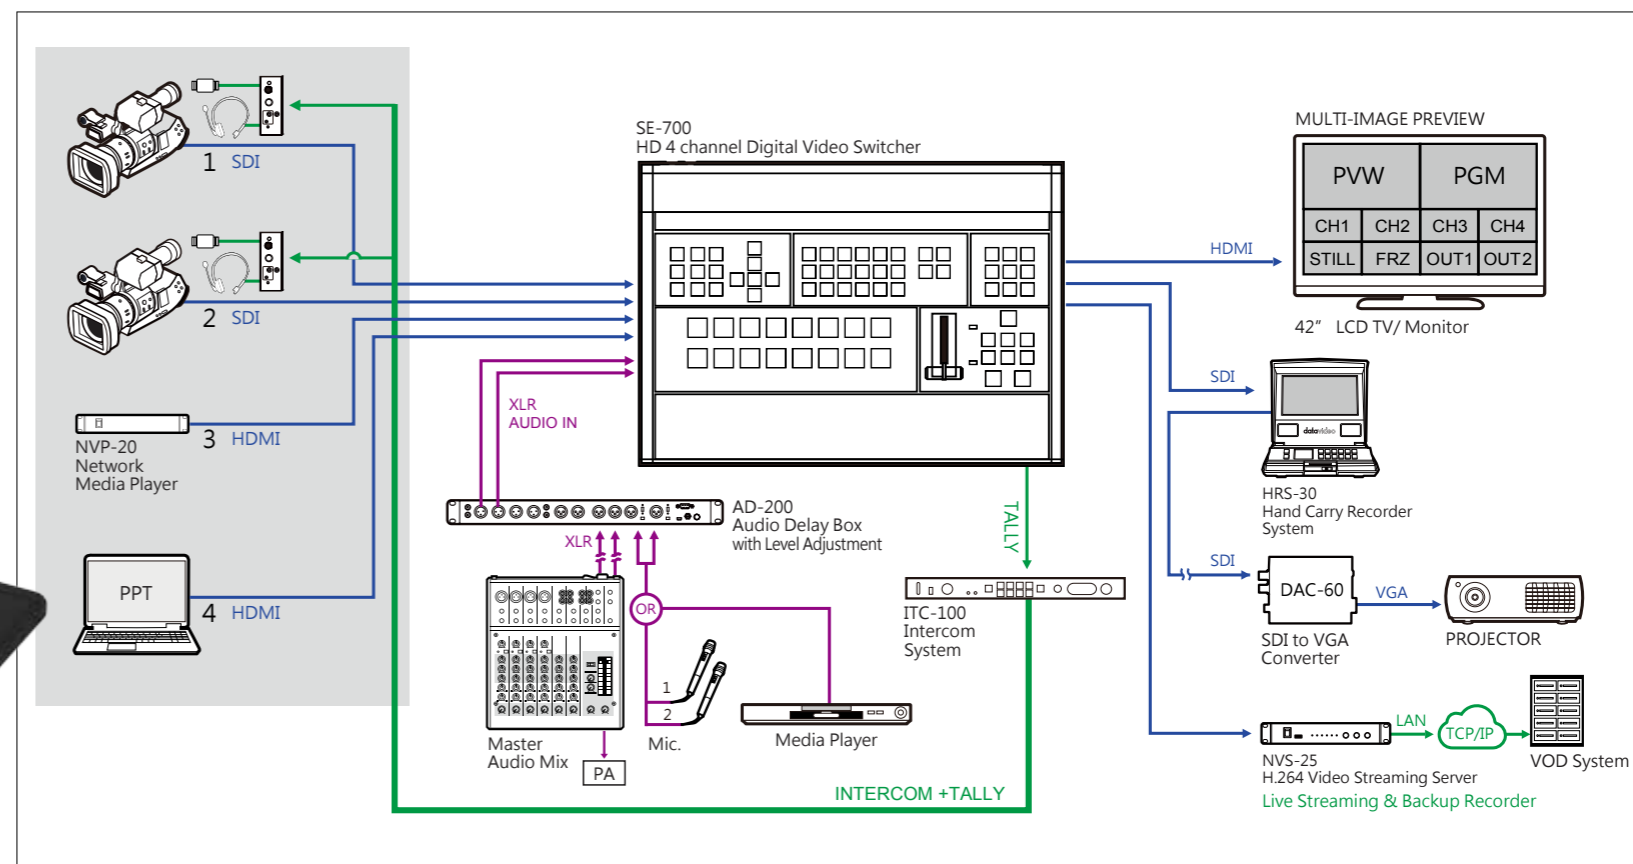 1 SDI
2 SDI
3 HDMI
NVP-20
Network
Media Player
PPT
4 HDMI
SE-700
HD 4 channel Digital Video Switcher
XLR
AUDIO IN
AD-200
Audio Delay Box
with Level Adjustment
XLR
OR
1
2
Master
Audio Mix
PA
Mic.
Media Player
TALLY
ITC-100
Intercom
System
INTERCOM +TALLY
MULTI-IMAGE PREVIEW
PVW PGM
CH1 CH2 CH3 CH4
STILL FRZ OUT1 OUT2
HDMI
42″ LCD TV/ Monitor
SDI
datavideo
HRS-30
Hand Carry Recorder
System
SDI
DAC-60
VGA
SDI to VGA
Converter
PROJECTOR
LAN
TCP/IP
VOD System
NVS-25
H.264 Video Streaming Server
Live Streaming & Backup Recorder